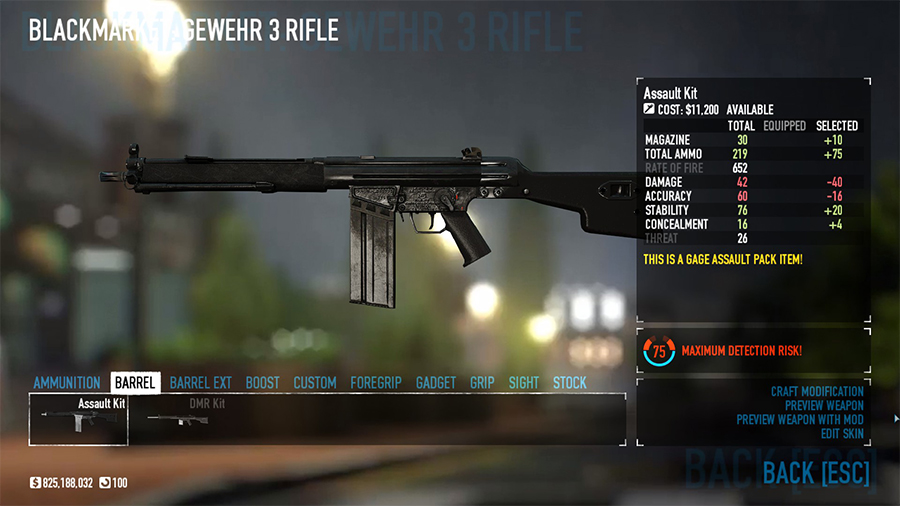 BLACKMARKET: GEWEHR 3 RIFLE
Assault Kit
COST: $11,200 AVAILABLE
TOTAL EQUIPPED SELECTED
MAGAZINE 30 +10
TOTAL AMMO 219 +75
RATE OF FIRE 652
DAMAGE 42 -40
ACCURACY 60 -16
STABILITY 76 +20
CONCEALMENT 16 +4
THREAT 26
THIS IS A GAGE ASSAULT PACK ITEM!
75 MAXIMUM DETECTION RISK!
AMMUNITION BARREL BARREL EXT BOOST CUSTOM FOREGRIP GADGET GRIP SIGHT STOCK
Assault Kit DMR Kit
CRAFT MODIFICATION
PREVIEW WEAPON
PREVIEW WEAPON WITH MOD
EDIT SKIN
$ 825,188,032 100
BACK [ESC]